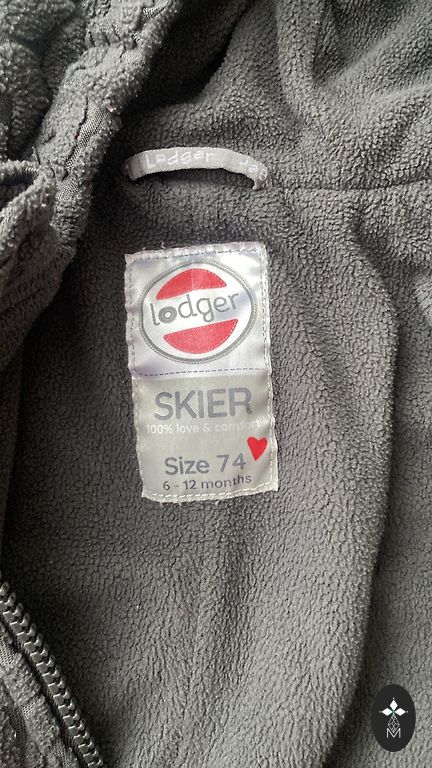 Lodger
lodger
SKIER
100% love & comfort
Size 74
6 - 12 months